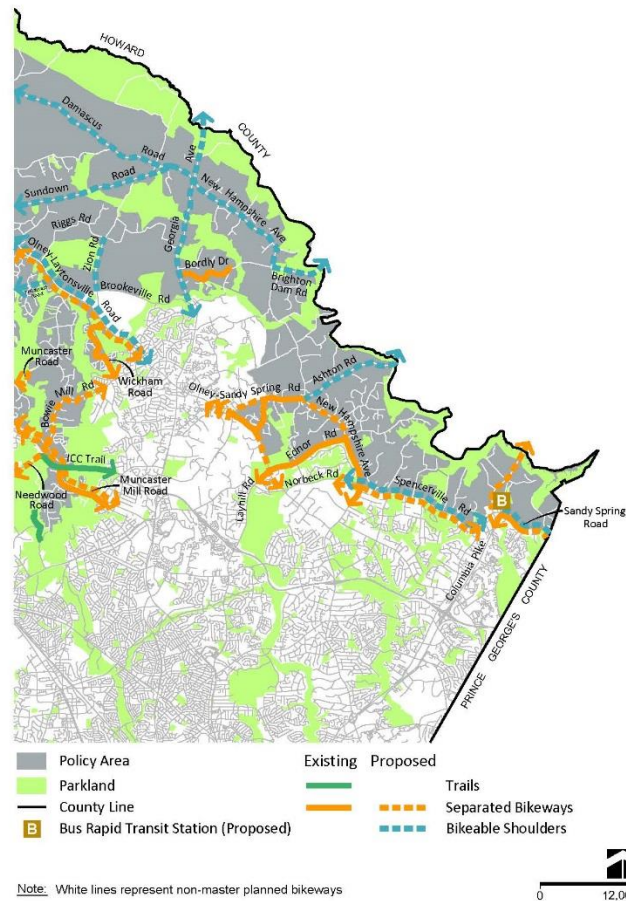 HOWARD
COUNTY
Damascus
Road
Ave
Georgia
Sundown Road
New Hampshire Ave
Riggs Rd
Zion Rd
Olney-Laytonsville
Road
Bordly Dr
Brookeville Rd
Brighton
Dam Rd
Muncaster
Road
Bowie Mill Rd
Wickham
Road
Olney-Sandy Spring Rd
Ashton Rd
New Hampshire Ave
Ednor Rd
ICC Trail
Norbeck Rd
Layhill Rd
Needwood
Road
Muncaster
Mill Road
Spencerville
Rd
B
Sandy Spring
Road
Columbia Pike
PRINCE GEORGE'S COUNTY
Policy Area
Parkland
County Line
B Bus Rapid Transit Station (Proposed)
Existing Proposed
Trails
Separated Bikeways
Bikeable Shoulders
Note: White lines represent non-master planned bikeways
0 12,00